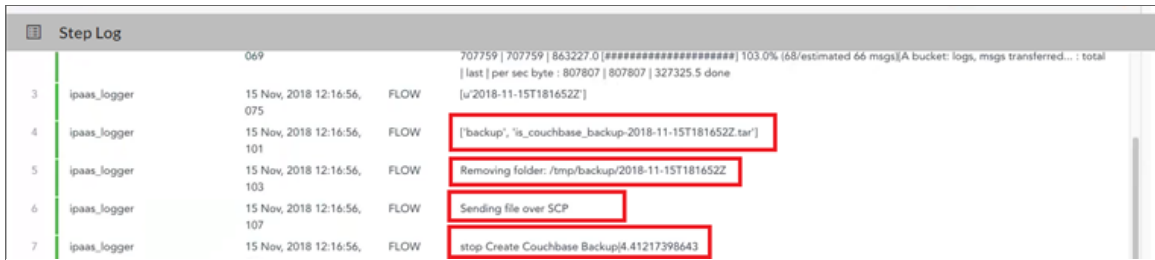 Step Log
069 707759 | 707759 | 863227.0 [######################] 103.0% (68/estimated 66 msgs)|A bucket: logs, msgs transferred... : total
| last | per sec byte : 807807 | 807807 | 327325.5 done
3 ipaas_logger 15 Nov, 2018 12:16:56, FLOW [u'2018-11-15T181652Z']
075
4 ipaas_logger 15 Nov, 2018 12:16:56, FLOW ['backup', 'is_couchbase_backup-2018-11-15T181652Z.tar']
101
5 ipaas_logger 15 Nov, 2018 12:16:56, FLOW Removing folder: /tmp/backup/2018-11-15T181652Z
103
6 ipaas_logger 15 Nov, 2018 12:16:56, FLOW Sending file over SCP
107
7 ipaas_logger 15 Nov, 2018 12:16:56, FLOW stop Create Couchbase Backup|4.41217398643